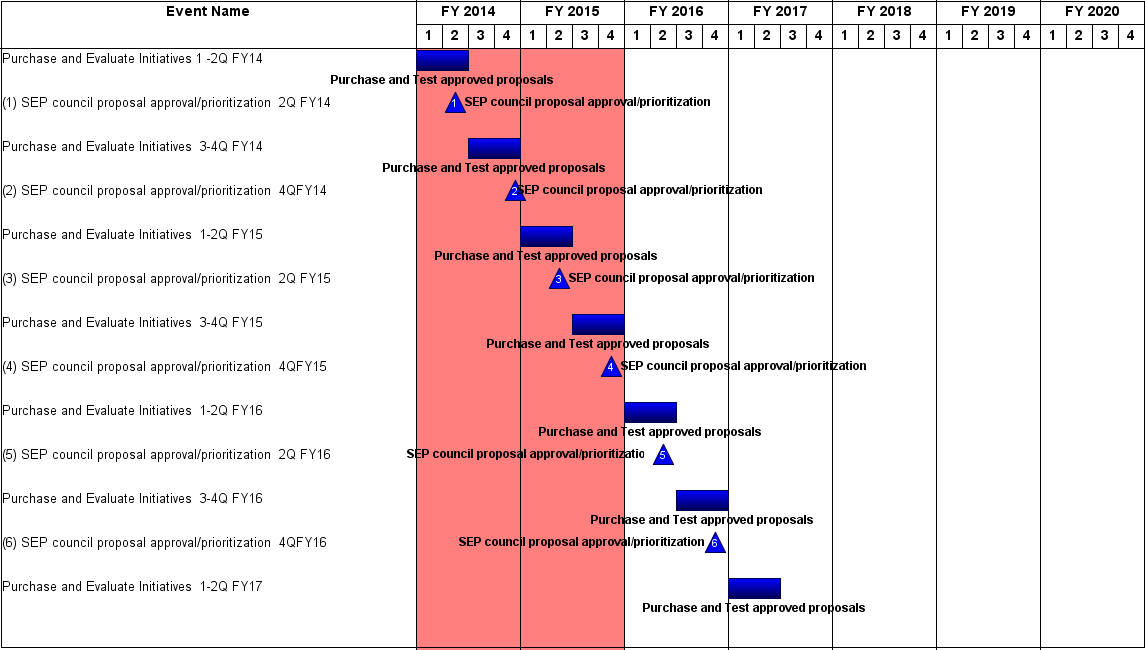 Event Name FY 2014 FY 2015 FY 2016 FY 2017 FY 2018 FY 2019 FY 2020
1 2 3 4 1 2 3 4 1 2 3 4 1 2 3 4 1 2 3 4 1 2 3 4 1 2 3 4
Purchase and Evaluate Initiatives 1 -2Q FY14
Purchase and Test approved proposals
(1) SEP council proposal approval/prioritization 2Q FY14 1 SEP council proposal approval/prioritization
Purchase and Evaluate Initiatives 3-4Q FY14
Purchase and Test approved proposals
(2) SEP council proposal approval/prioritization 4QFY14 2 SEP council proposal approval/prioritization
Purchase and Evaluate Initiatives 1-2Q FY15
Purchase and Test approved proposals
(3) SEP council proposal approval/prioritization 2Q FY15 3 SEP council proposal approval/prioritization
Purchase and Evaluate Initiatives 3-4Q FY15
Purchase and Test approved proposals
(4) SEP council proposal approval/prioritization 4QFY15 4 SEP council proposal approval/prioritization
Purchase and Evaluate Initiatives 1-2Q FY16
Purchase and Test approved proposals
(5) SEP council proposal approval/prioritization 2Q FY16 SEP council proposal approval/prioritizatio 5
Purchase and Evaluate Initiatives 3-4Q FY16
Purchase and Test approved proposals
(6) SEP council proposal approval/prioritization 4QFY16 SEP council proposal approval/prioritization 6
Purchase and Evaluate Initiatives 1-2Q FY17
Purchase and Test approved proposals